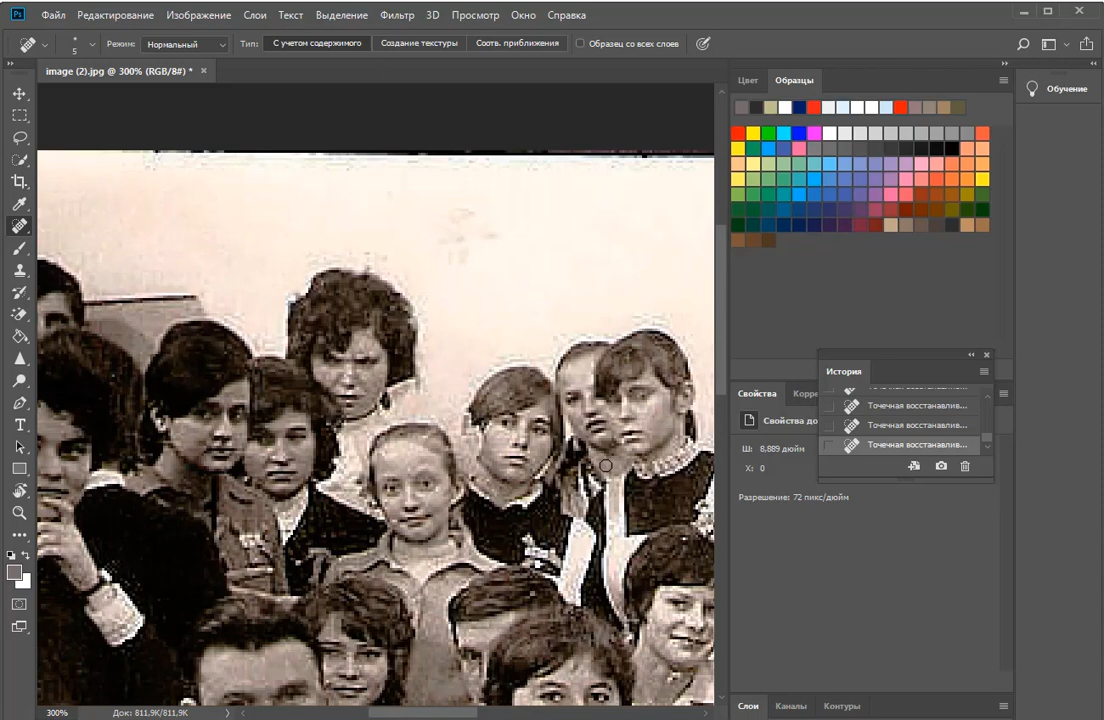 Ps Файл Редактирование Изображение Слои Текст Выделение Фильтр 3D Просмотр Окно Справка
5 Режим: Нормальный Тип: С учетом содержимого Создание текстуры Соотв. приближения Образец со всех слоев
image (2).jpg @ 300% (RGB/8#) * ×
Цвет Образцы
Обучение
История
Свойства Корре
Точечная восстанавлив...
Точечная восстанавлив...
Свойства до
Точечная восстанавлив...
Ш: 8,889 дюйм
X: 0
Разрешение: 72 пикс/дюйм
Слои Каналы Контуры
300% Док: 811,9K/811,9K